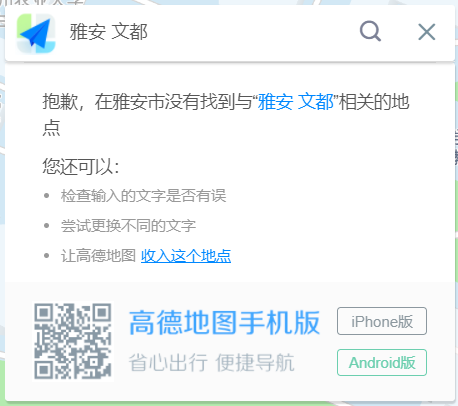 雅安 文都
抱歉，在雅安市没有找到与“雅安 文都”相关的地
点
您还可以：
检查输入的文字是否有误
尝试更换不同的文字
让高德地图 收入这个地点
高德地图手机版
iPhone版
省心出行 便捷导航
Android版